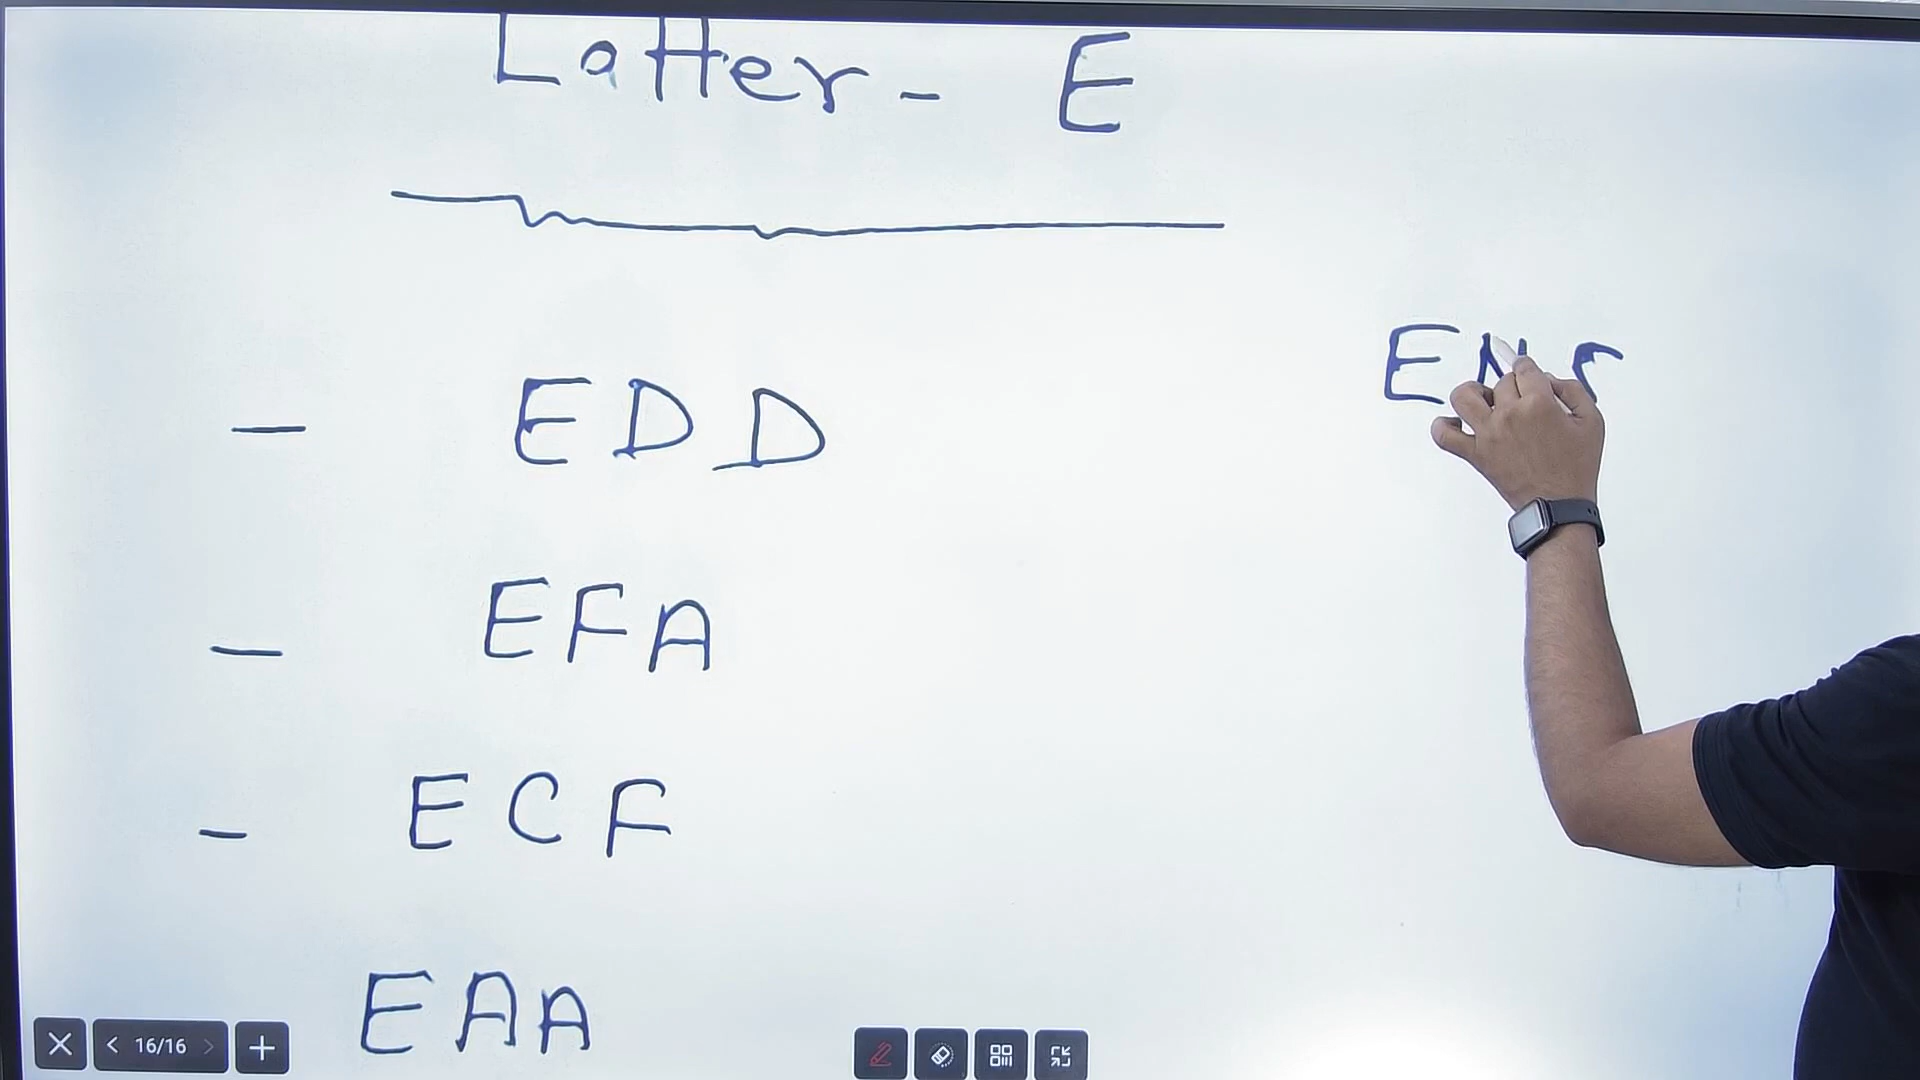 Latter - E
- EDD
- EFA
- ECF
EAA
16/16